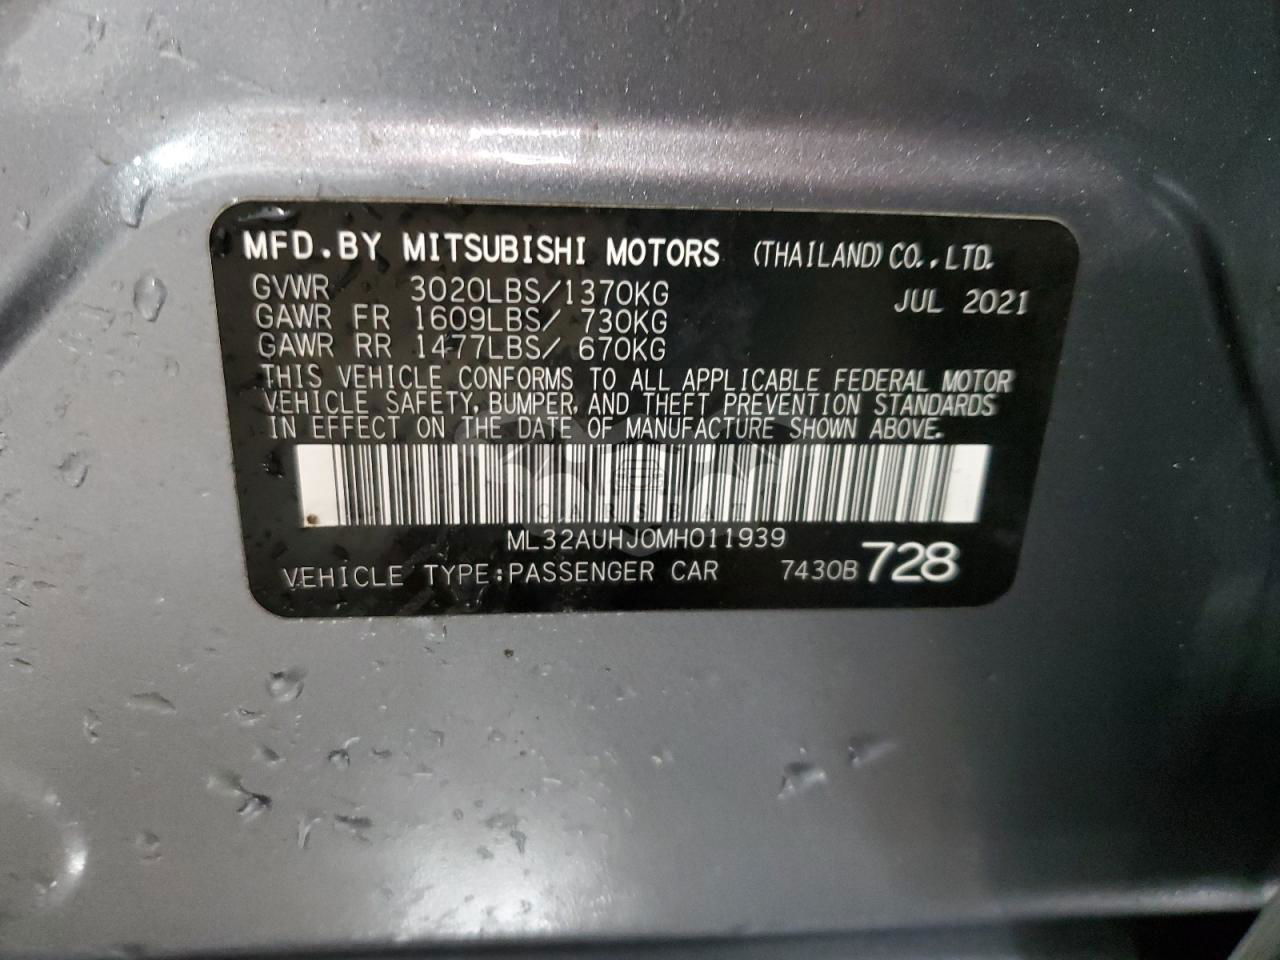 MFD.BY MITSUBISHI MOTORS (THAILAND) CO.,LTD.
GVWR 3020LBS/1370KG JUL 2021
GAWR FR 1609LBS/ 730KG
GAWR RR 1477LBS/ 670KG
THIS VEHICLE CONFORMS TO ALL APPLICABLE FEDERAL MOTOR
VEHICLE SAFETY, BUMPER, AND THEFT PREVENTION STANDARDS
IN EFFECT ON THE DATE OF MANUFACTURE SHOWN ABOVE.
CARSBAT
ML32AUHJ0MH011939
VEHICLE TYPE:PASSENGER CAR 7430B 728